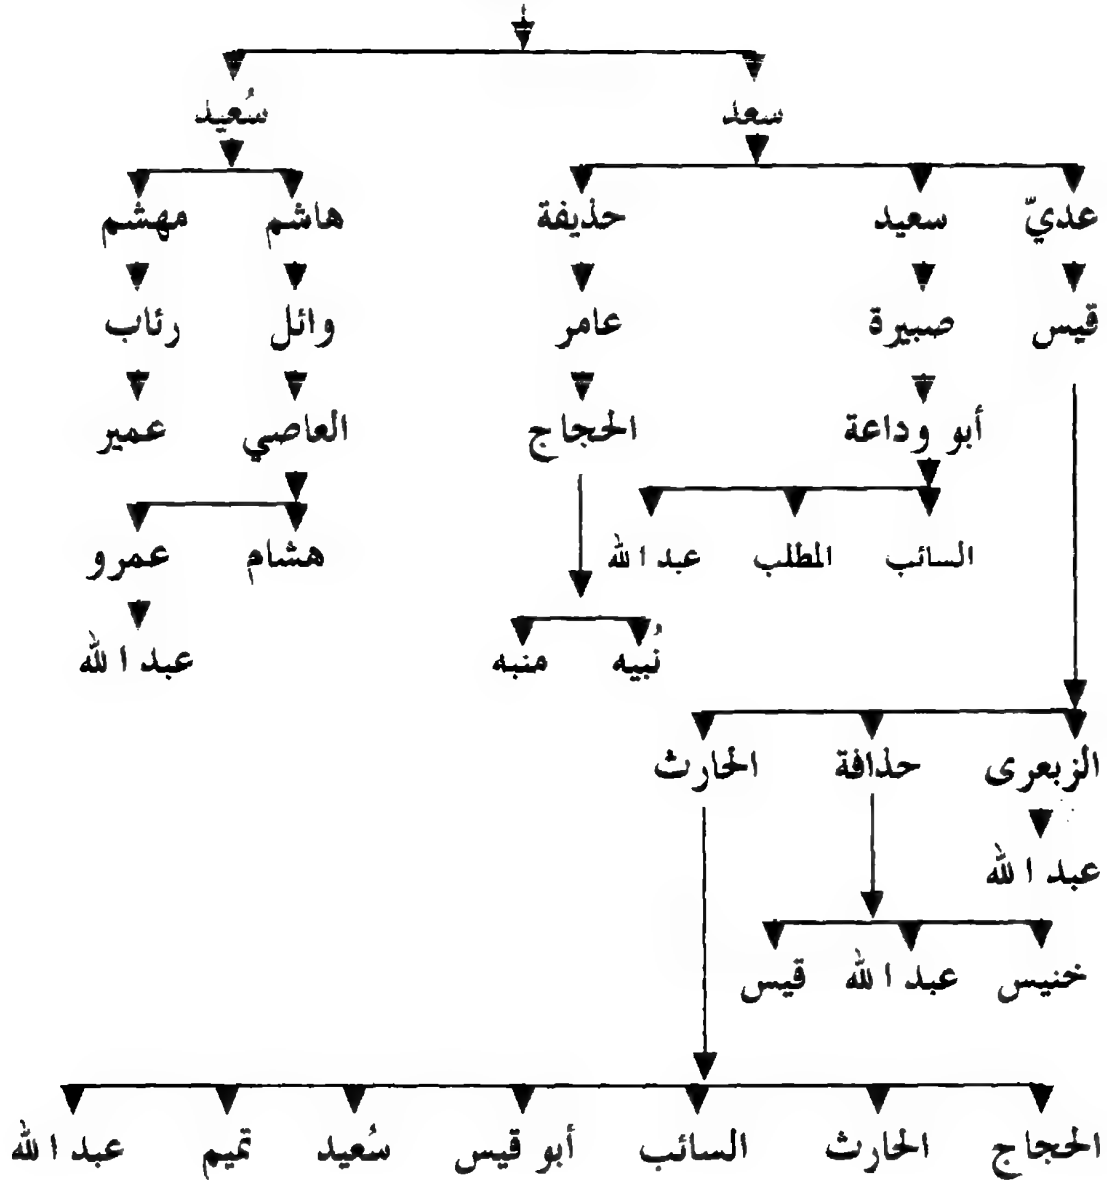 سعد سُعيد
عديّ سعيد حذيفة هاشم مهشم
قيس صبيرة عامر وائل رئاب
أبو وداعة الحجاج العاصي عمير
السائب المطلب عبد الله هشام عمرو
نُبيه منبه عبد الله
الزبعرى حذافة الحارث
عبد الله
خنيس عبد الله قيس
الحجاج الحارث السائب أبو قيس سُعيد تميم عبد الله